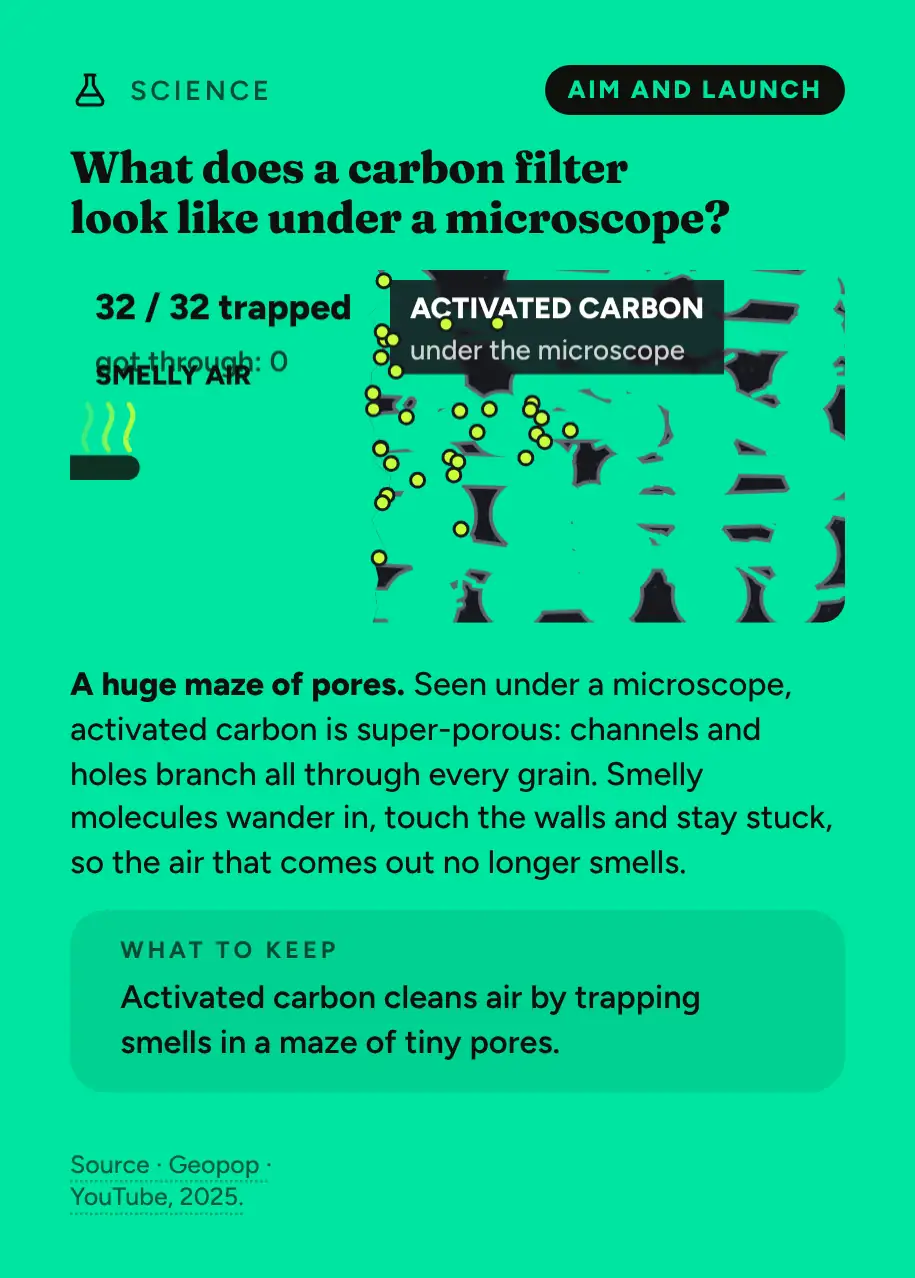 SCIENCE
AIM AND LAUNCH
What does a carbon filter
look like under a microscope?
32 / 32 trapped
got through: 0
SMELLY AIR
ACTIVATED CARBON
under the microscope
A huge maze of pores. Seen under a microscope,
activated carbon is super-porous: channels and
holes branch all through every grain. Smelly
molecules wander in, touch the walls and stay stuck,
so the air that comes out no longer smells.
WHAT TO KEEP
Activated carbon cleans air by trapping
smells in a maze of tiny pores.
Source · Geopop ·
YouTube, 2025.